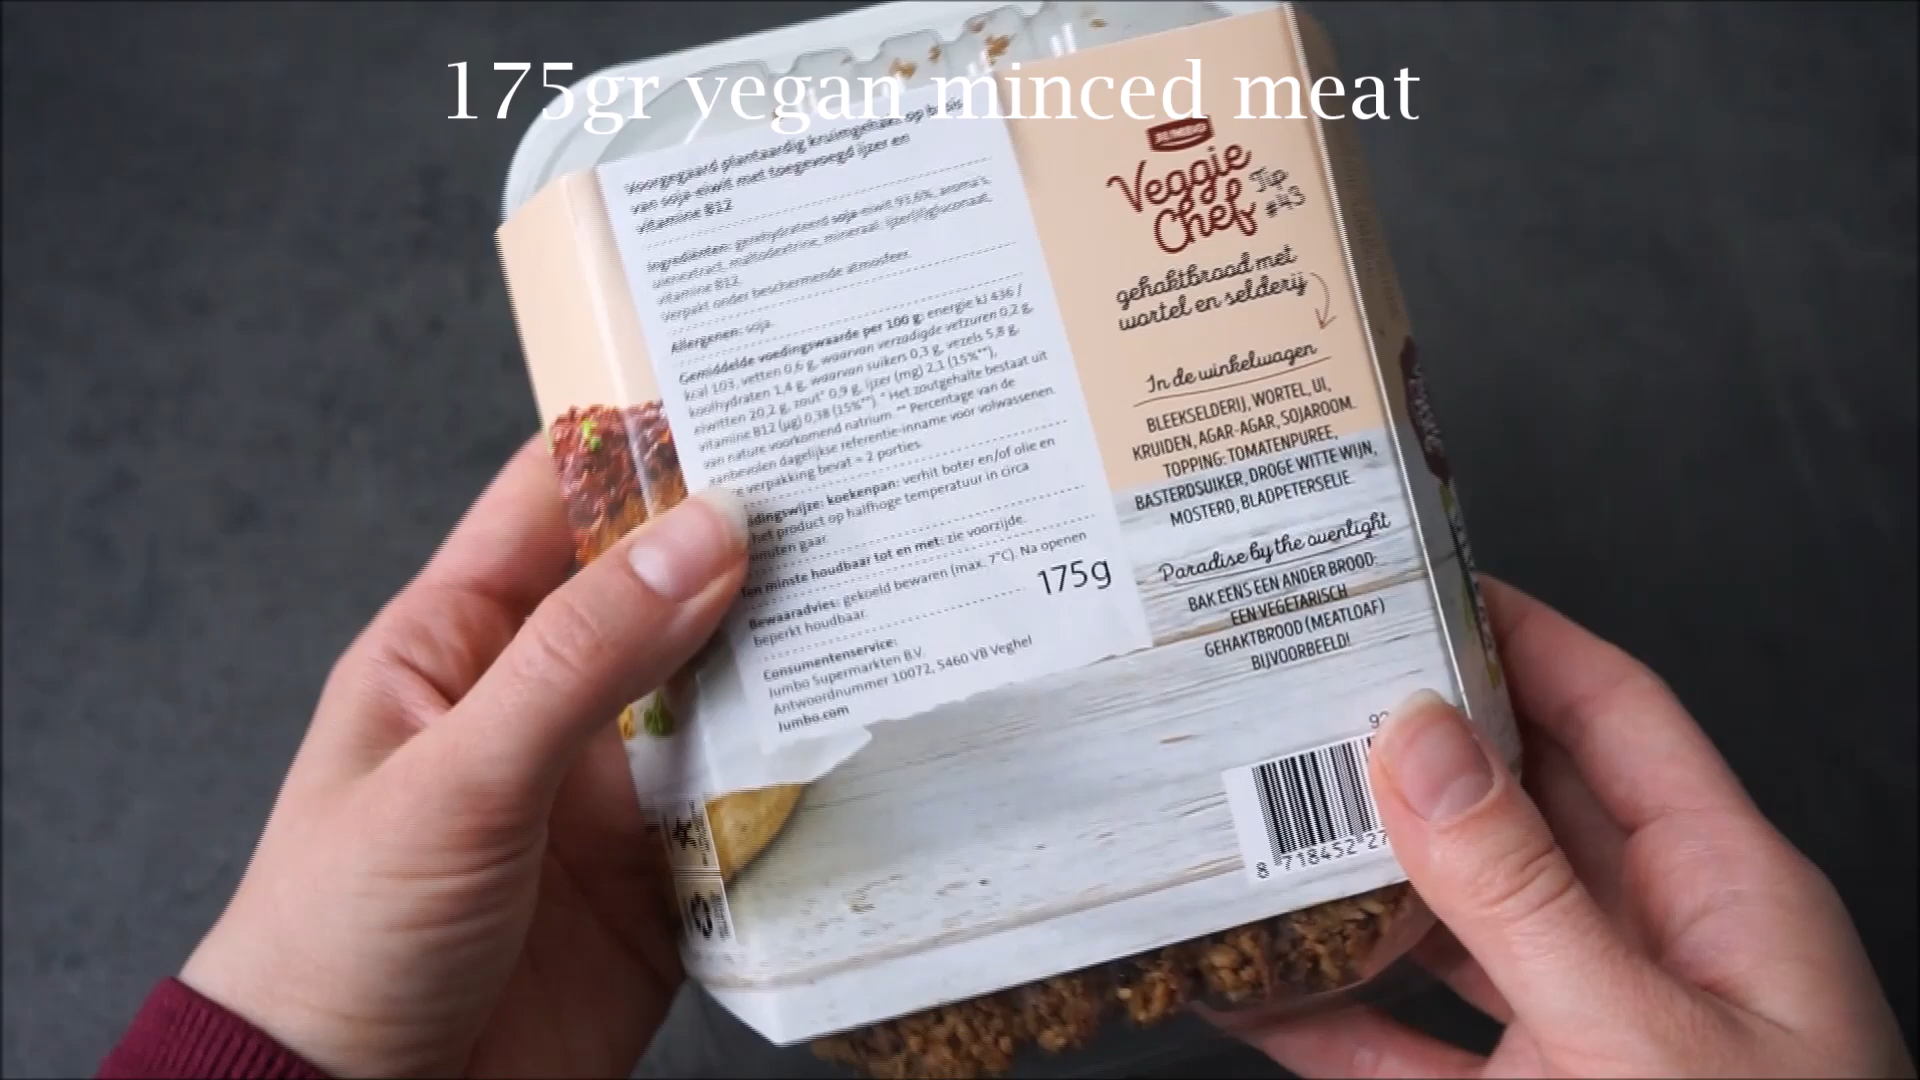 175gr yegan minced meat
Voorgegaard plantaardig kruimgehakt op basis
van soja-eiwit met toegevoegd ijzer en
vitamine B12
Ingrediënten: gerehydrateerd soja-eiwit 93,6%, aroma's,
uienextract, maltodextrine, mineraal: ijzer(II)gluconaat,
vitamine B12.
Verpakt onder beschermende atmosfeer.
Allergenen: soja.
Gemiddelde voedingswaarde per 100 g: energie kJ 436 /
kcal 103, vetten 0,6 g, waarvan verzadigde vetzuren 0,2 g,
koolhydraten 1,4 g, waarvan suikers 0,3 g, vezels 5,8 g,
eiwitten 20,2 g, zout* 0,9 g, ijzer (mg) 2,1 (15%**),
vitamine B12 (µg) 0,38 (15%**). * Het zoutgehalte bestaat uit
van nature voorkomend natrium. ** Percentage van de
aanbevolen dagelijkse referentie-inname voor volwassenen.
verpakking bevat = 2 porties.
koekenpan: verhit boter en/of olie en
het product op halfhoge temperatuur in circa
gaar.
Ten minste houdbaar tot en met: zie voorzijde.
Bewaaradvies: gekoeld bewaren (max. 7°C). Na openen
beperkt houdbaar.
175g
Consumentenservice:
Jumbo Supermarkten B.V.
Antwoordnummer 10072, 5460 VB Veghel
Jumbo.com
JUMBO
Veggie
Chef
Tip
#43
gehaktbrood met
wortel en selderij
In de winkelwagen
BLEEKSELDERIJ, WORTEL, UI,
KRUIDEN, AGAR-AGAR, SOJAROOM.
TOPPING: TOMATENPUREE,
BASTERDSUIKER, DROGE WITTE WIJN,
MOSTERD, BLADPETERSELIE.
Paradise by the ovenlight
BAK EENS EEN ANDER BROOD:
EEN VEGETARISCH
GEHAKTBROOD (MEATLOAF)
BIJVOORBEELD!
8 718452 27